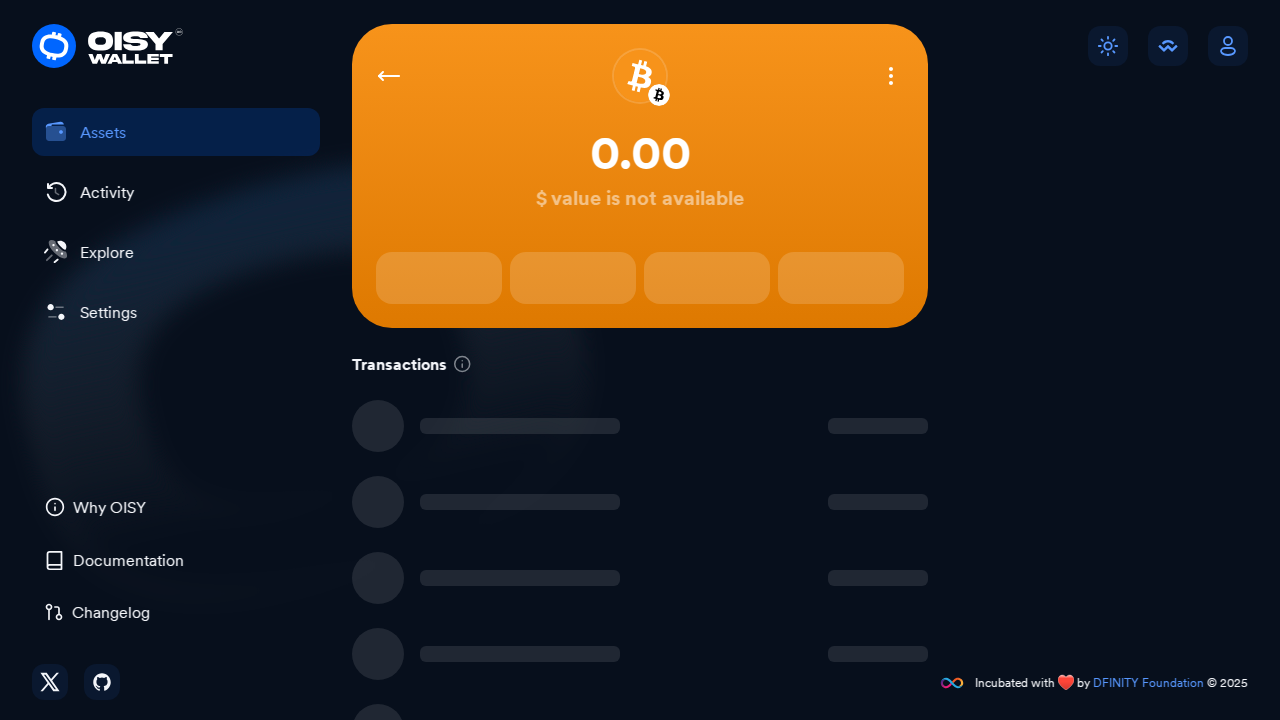 OISY
WALLET
Assets
Activity
Explore
Settings
Why OISY
Documentation
Changelog
0.00
$ value is not available
Transactions
Incubated with ❤️ by DFINITY Foundation © 2025